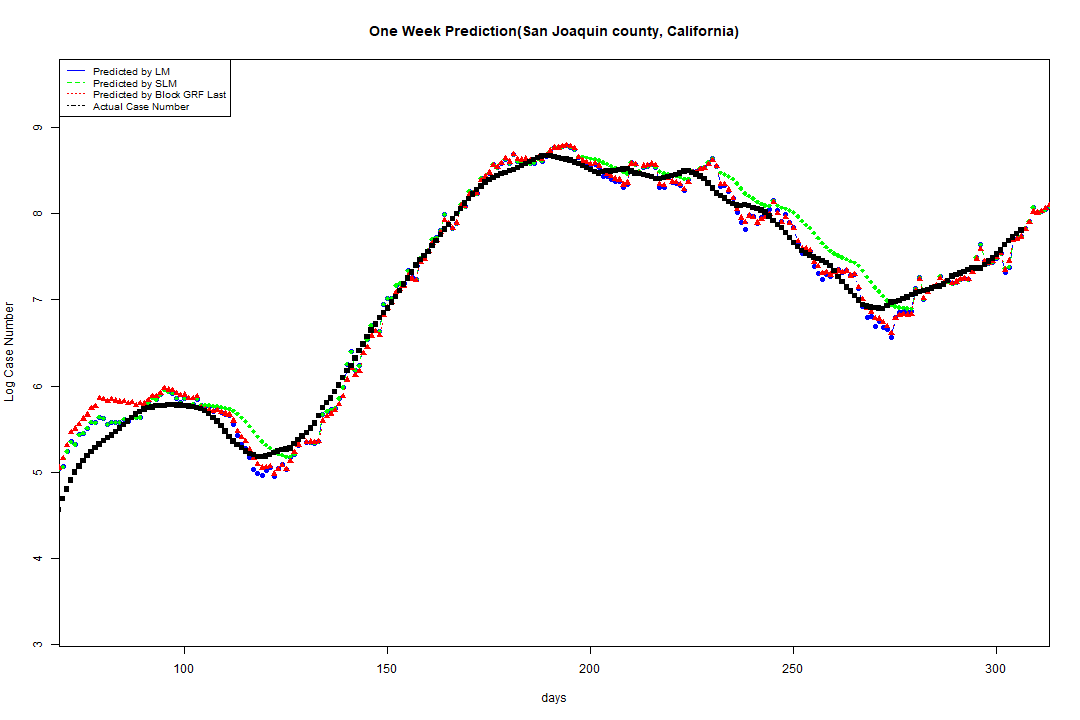 One Week Prediction(San Joaquin county, California)
Predicted by LM
Predicted by SLM
Predicted by Block GRF Last
Actual Case Number
9
8
7
6
5
4
3
Log Case Number
100 150 200 250 300
days